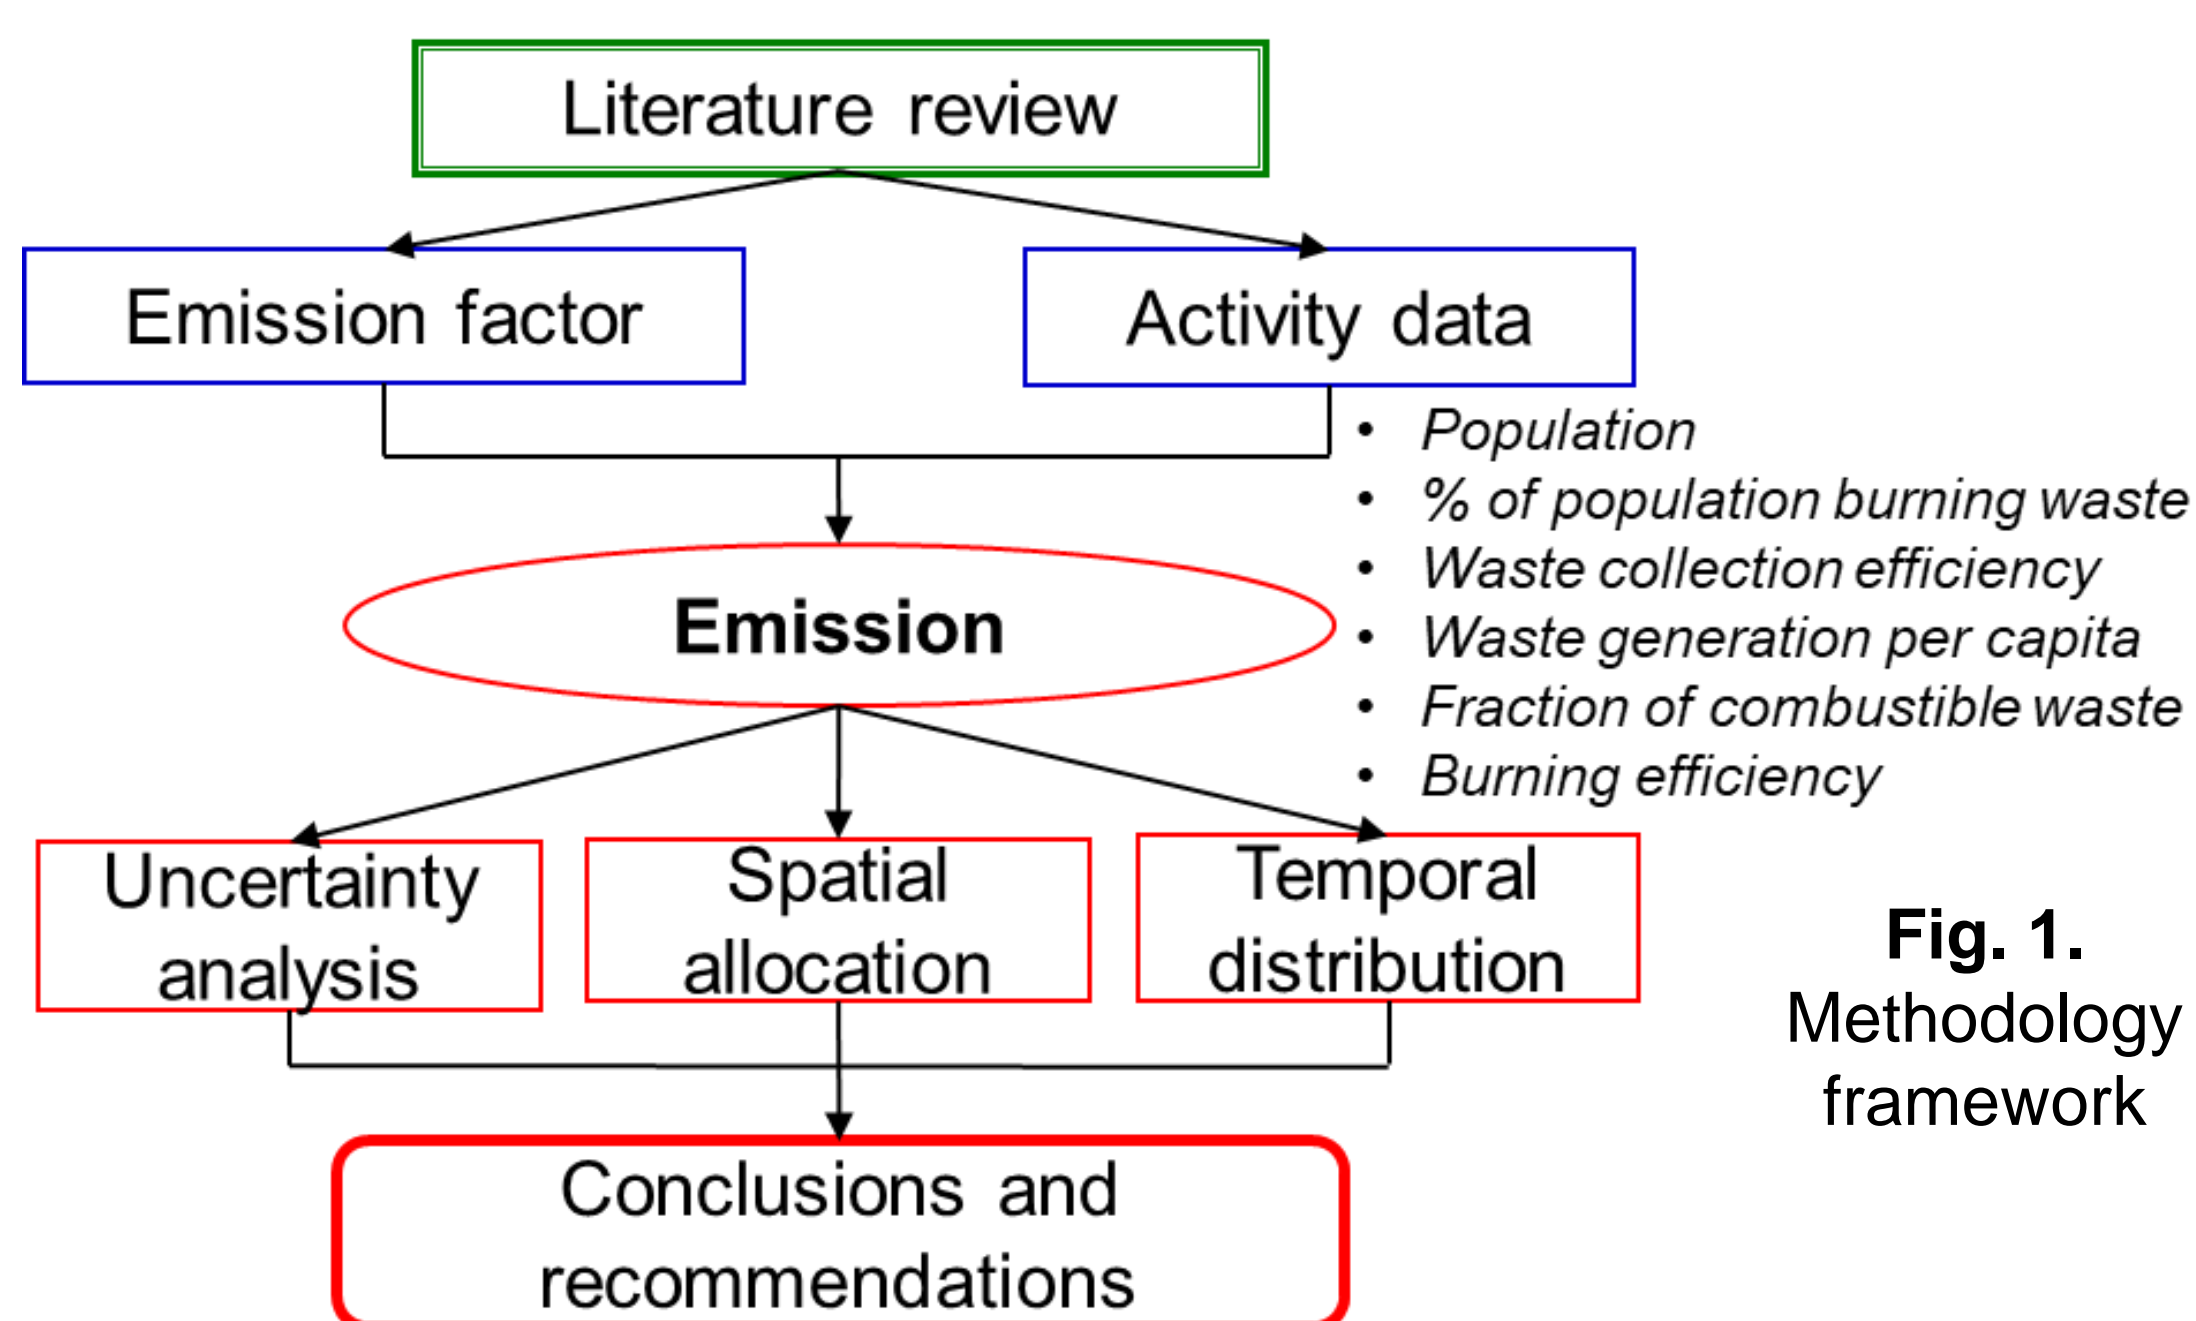 Literature review
Emission factor
Activity data
• Population
• % of population burning waste
• Waste collection efficiency
• Waste generation per capita
• Fraction of combustible waste
• Burning efficiency
Emission
Uncertainty
analysis
Spatial
allocation
Temporal
distribution
Conclusions and
recommendations
Fig. 1.
Methodology
framework